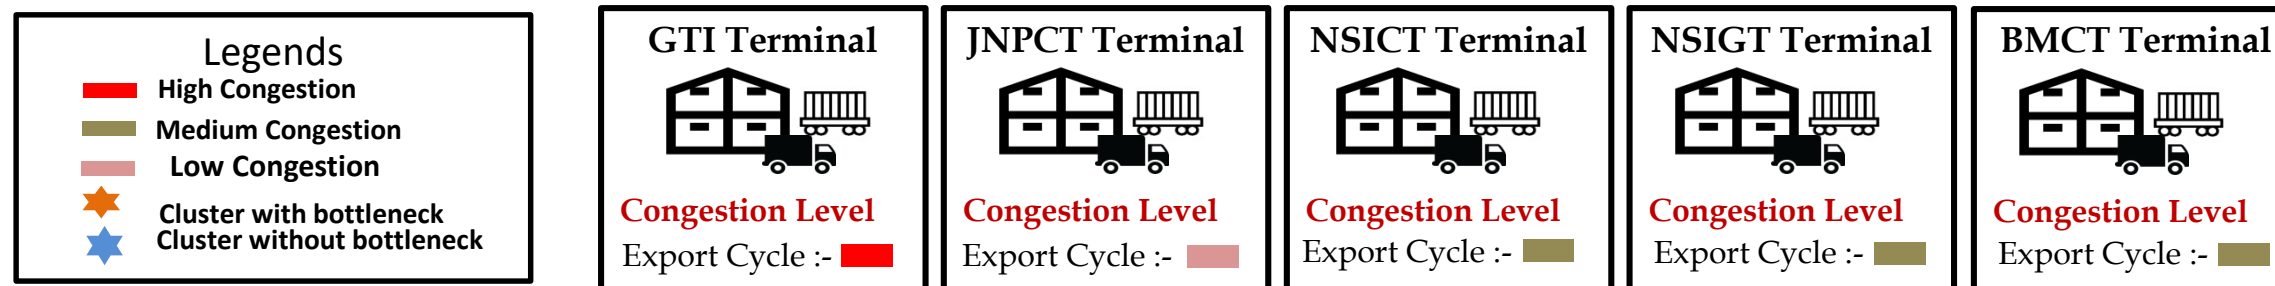 Legends
High Congestion
Medium Congestion
Low Congestion
Cluster with bottleneck
Cluster without bottleneck
GTI Terminal
Congestion Level
Export Cycle :-
JNPCT Terminal
Congestion Level
Export Cycle :-
NSICT Terminal
Congestion Level
Export Cycle :-
NSIGT Terminal
Congestion Level
Export Cycle :-
BMCT Terminal
Congestion Level
Export Cycle :-